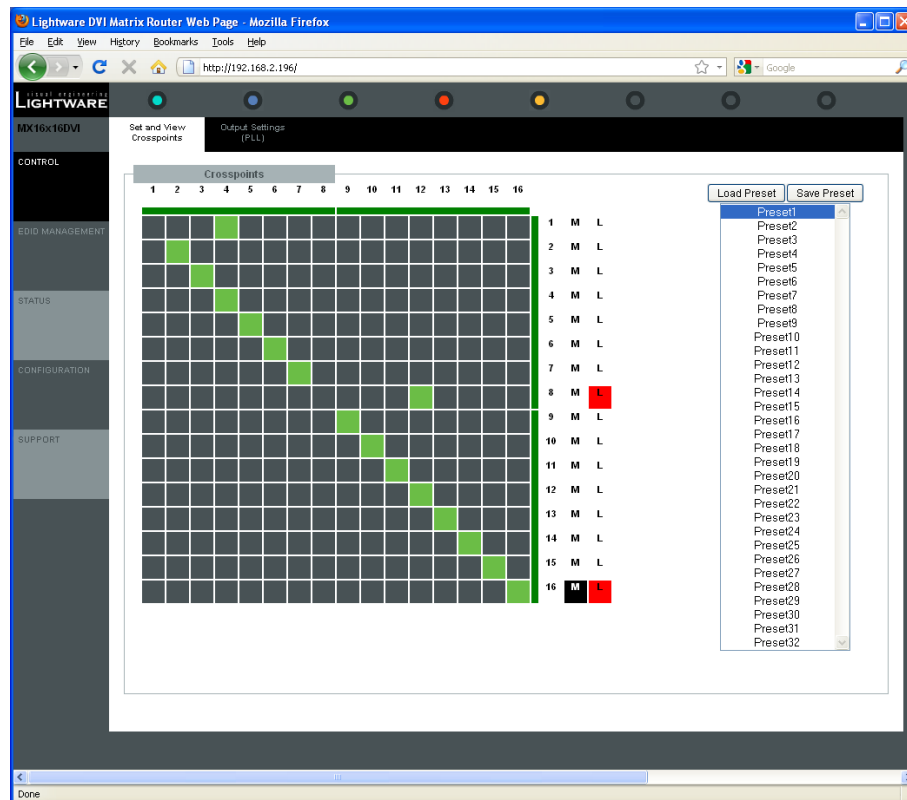 Lightware DVI Matrix Router Web Page - Mozilla Firefox
File Edit View History Bookmarks Tools Help
http://192.168.2.196/
Google
visual engineering
LIGHTWARE
MX16x16DVI
Set and View
Crosspoints
Output Settings
(PLL)
CONTROL
EDID MANAGEMENT
STATUS
CONFIGURATION
SUPPORT
Crosspoints
1 2 3 4 5 6 7 8 9 10 11 12 13 14 15 16
1 M L
2 M L
3 M L
4 M L
5 M L
6 M L
7 M L
8 M L
9 M L
10 M L
11 M L
12 M L
13 M L
14 M L
15 M L
16 M L
Load Preset Save Preset
Preset1
Preset2
Preset3
Preset4
Preset5
Preset6
Preset7
Preset8
Preset9
Preset10
Preset11
Preset12
Preset13
Preset14
Preset15
Preset16
Preset17
Preset18
Preset19
Preset20
Preset21
Preset22
Preset23
Preset24
Preset25
Preset26
Preset27
Preset28
Preset29
Preset30
Preset31
Preset32
Done